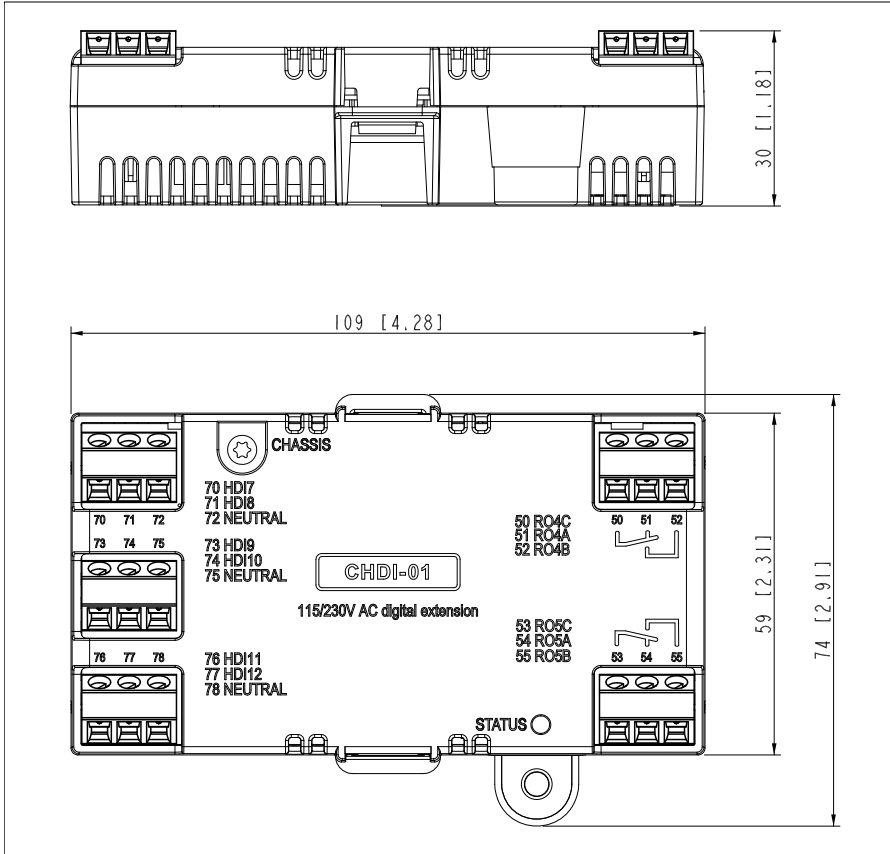 30 [1.18]
109 [4.28]
CHASSIS
70 HDI7
71 HDI8
72 NEUTRAL
70 71 72
73 74 75
73 HDI9
74 HDI10
75 NEUTRAL
50 RO4C
51 RO4A
52 RO4B
50 51 52
CHDI-01
115/230V AC digital extension
59 [2.31]
74 [2.91]
53 RO5C
54 RO5A
55 RO5B
53 54 55
76 77 78
76 HDI11
77 HDI12
78 NEUTRAL
STATUS